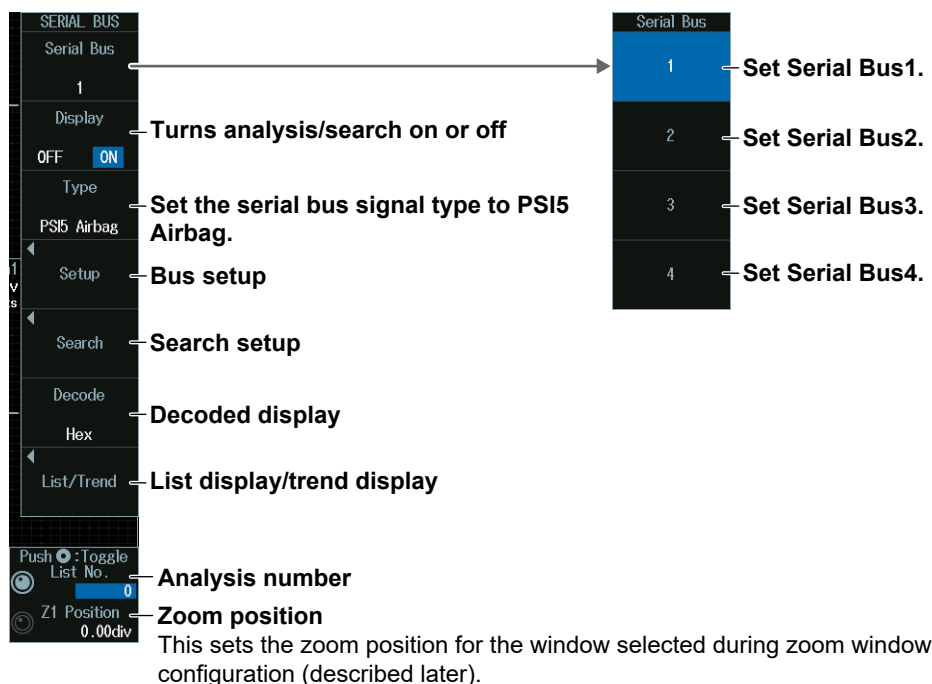 SERIAL BUS
Serial Bus
1
Display
OFF ON
Type
PSI5 Airbag
Setup
Search
Decode
Hex
List/Trend
Push :Toggle
List No.
0
Z1 Position
0.00div
Turns analysis/search on or off
Set the serial bus signal type to PSI5
Airbag.
Bus setup
Search setup
Decoded display
List display/trend display
Analysis number
Zoom position
This sets the zoom position for the window selected during zoom window
configuration (described later).
Serial Bus
1
2
3
4
Set Serial Bus1.
Set Serial Bus2.
Set Serial Bus3.
Set Serial Bus4.